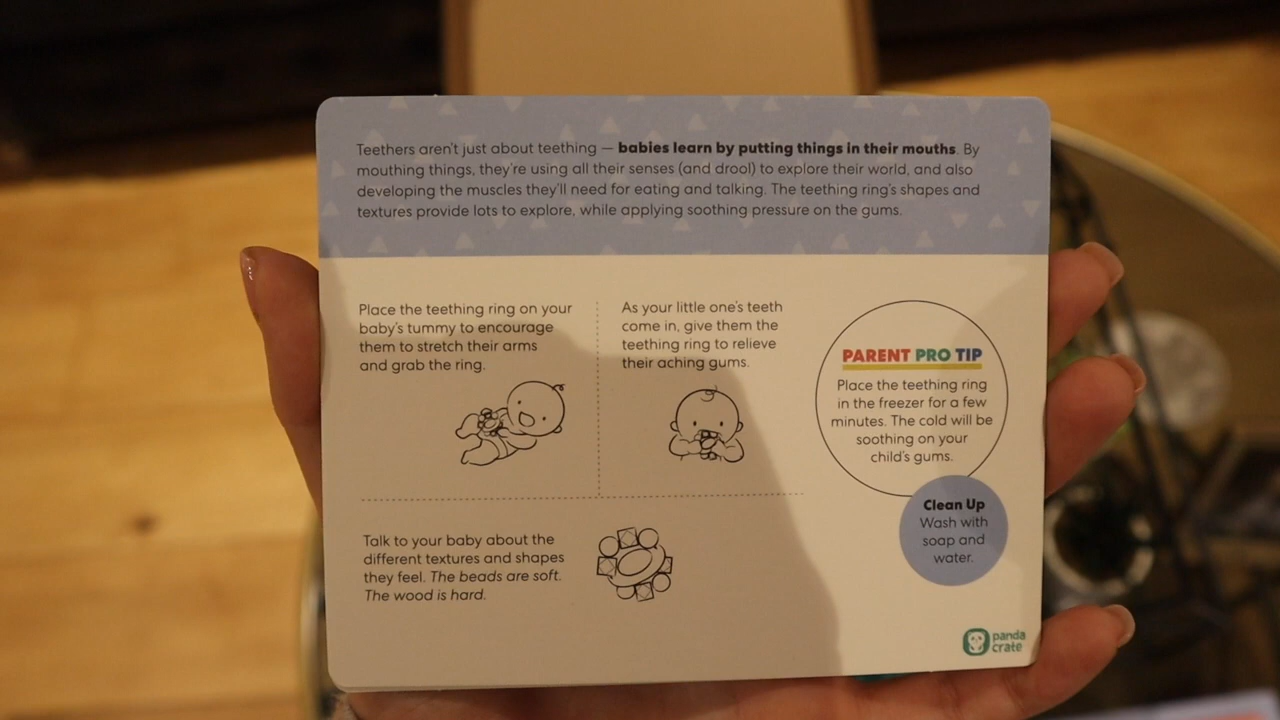 Teethers aren't just about teething — babies learn by putting things in their mouths. By
mouthing things, they're using all their senses (and drool) to explore their world, and also
developing the muscles they'll need for eating and talking. The teething ring's shapes and
textures provide lots to explore, while applying soothing pressure on the gums.
Place the teething ring on your
baby's tummy to encourage
them to stretch their arms
and grab the ring.
As your little one's teeth
come in, give them the
teething ring to relieve
their aching gums.
PARENT PRO TIP
Place the teething ring
in the freezer for a few
minutes. The cold will be
soothing on your
child's gums.
Clean Up
Wash with
soap and
water.
Talk to your baby about the
different textures and shapes
they feel. The beads are soft.
The wood is hard.
panda
crate